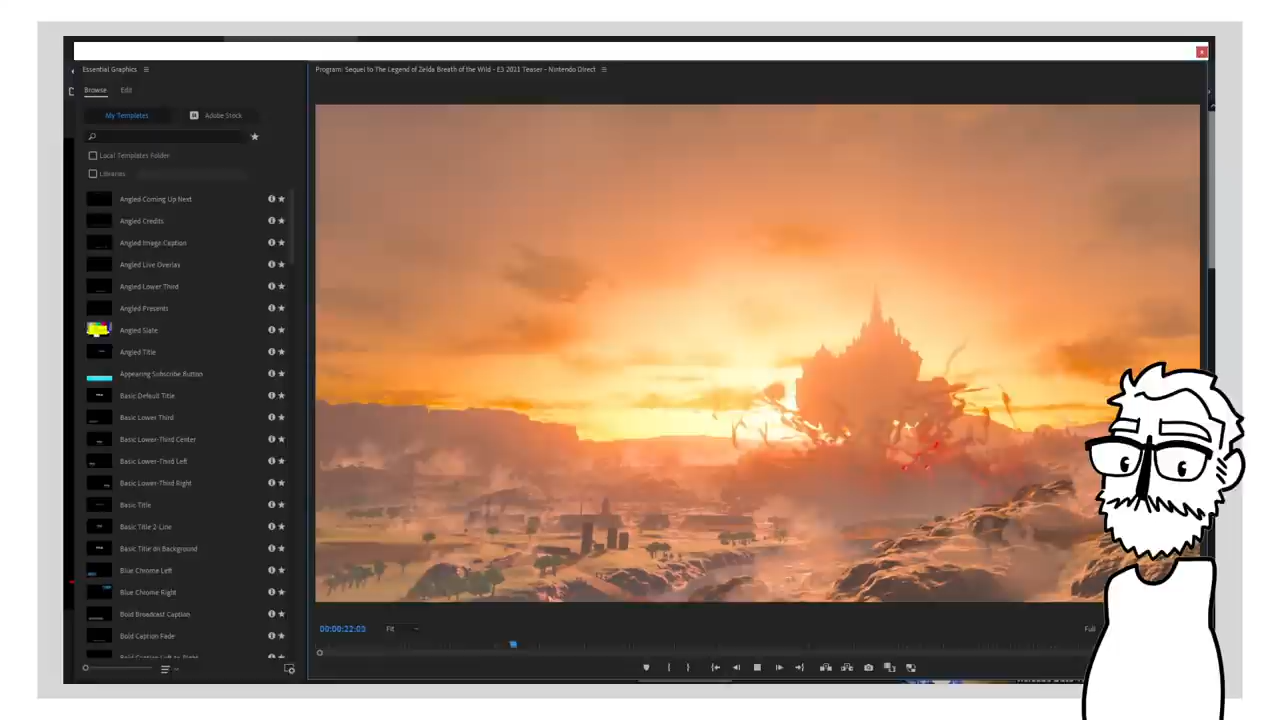 Essential Graphics
Program: Sequel to The Legend of Zelda Breath of the Wild - E3 2021 Teaser - Nintendo Direct
Browse Edit
My Templates Adobe Stock
Local Templates Folder
Libraries
Angled Coming Up Next
Angled Credits
Angled Image Caption
Angled Live Overlay
Angled Lower Third
Angled Presents
Angled Slate
Angled Title
Appearing Subscribe Button
Basic Default Title
Basic Lower Third
Basic Lower-Third Center
Basic Lower-Third Left
Basic Lower-Third Right
Basic Title
Basic Title 2-Line
Basic Title on Background
Blue Chrome Left
Blue Chrome Right
Bold Broadcast Caption
Bold Caption Fade
00:00:22:09 Fit Full